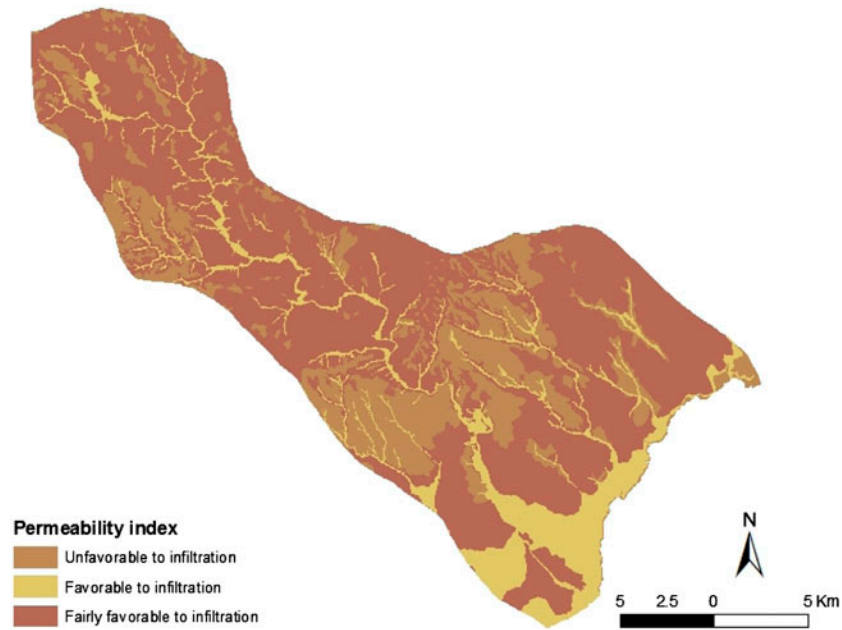 Permeability index
Unfavorable to infiltration
Favorable to infiltration
Fairly favorable to infiltration
N
5 2.5 0 5 Km